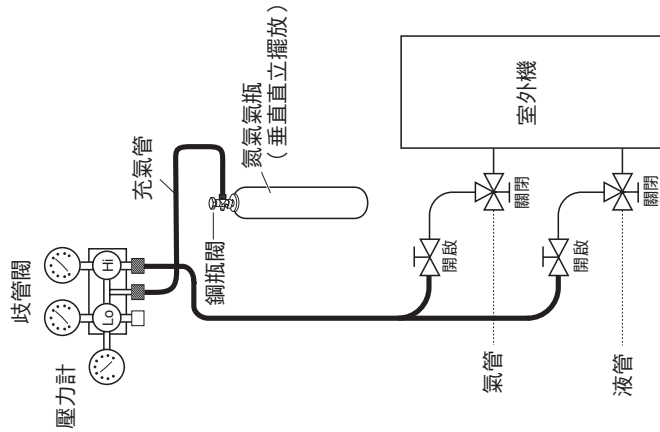 歧管閥
壓力計
Lo
Hi
充氣管
鋼瓶閥
氮氣氣瓶
(垂直直立擺放)
開啟
關閉
氣管
開啟
關閉
液管
室外機